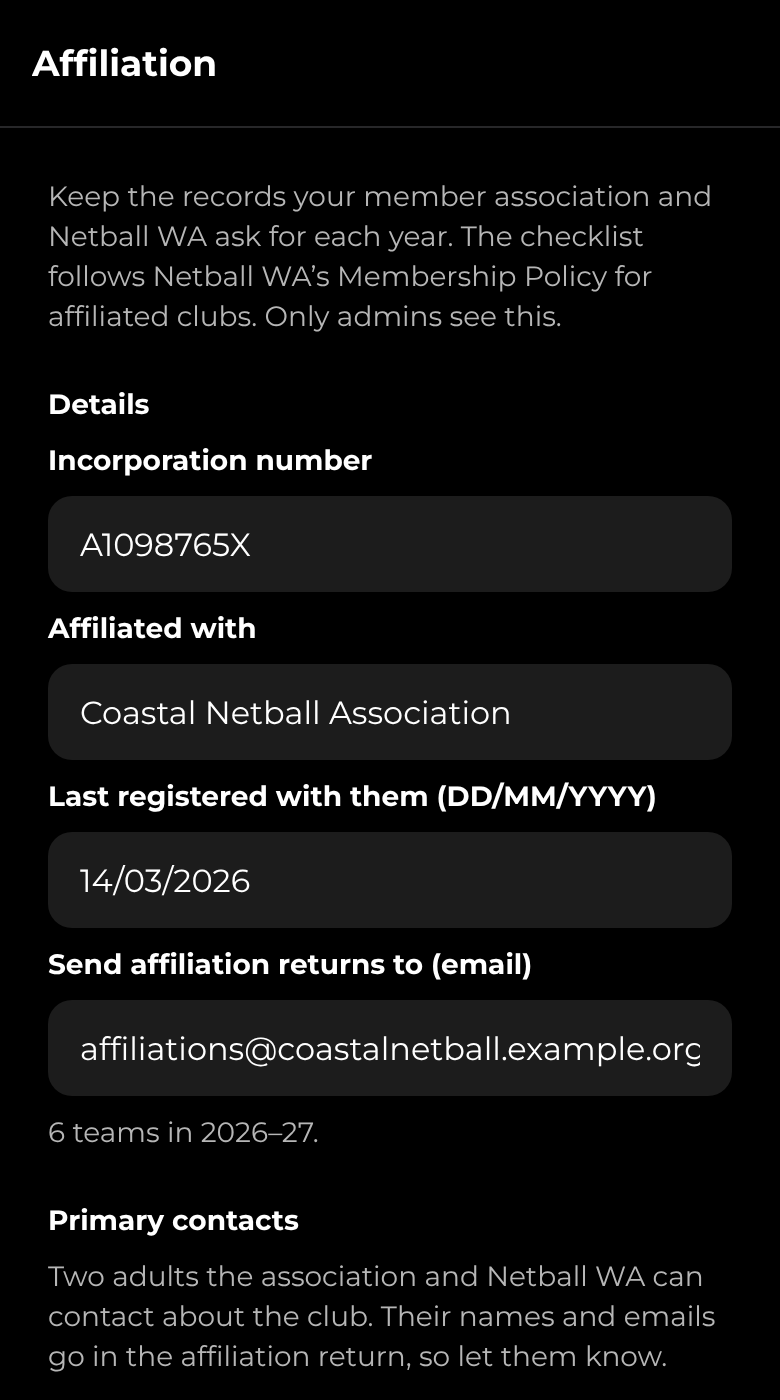 Affiliation
Keep the records your member association and
Netball WA ask for each year. The checklist
follows Netball WA’s Membership Policy for
affiliated clubs. Only admins see this.
Details
Incorporation number
A1098765X
Affiliated with
Coastal Netball Association
Last registered with them (DD/MM/YYYY)
14/03/2026
Send affiliation returns to (email)
affiliations@coastalnetball.example.org
6 teams in 2026–27.
Primary contacts
Two adults the association and Netball WA can
contact about the club. Their names and emails
go in the affiliation return, so let them know.